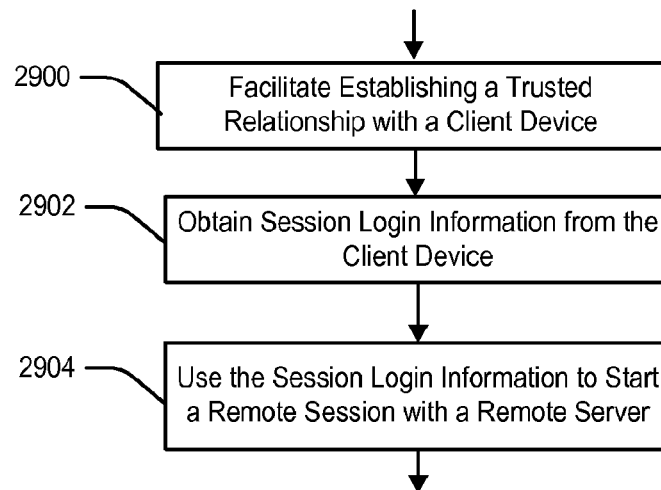 2900
Facilitate Establishing a Trusted
Relationship with a Client Device
2902
Obtain Session Login Information from the
Client Device
2904
Use the Session Login Information to Start
a Remote Session with a Remote Server